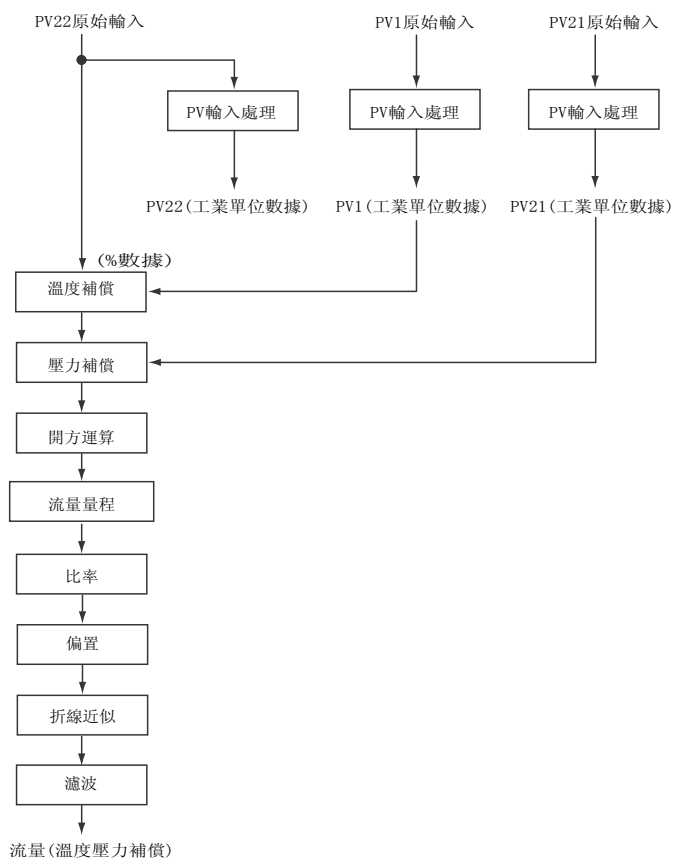 PV22原始輸入
PV1原始輸入
PV21原始輸入
PV輸入處理
PV輸入處理
PV輸入處理
PV22(工業單位數據)
PV1(工業單位數據)
PV21(工業單位數據)
(%數據)
溫度補償
壓力補償
開方運算
流量量程
比率
偏置
折線近似
濾波
流量(溫度壓力補償)